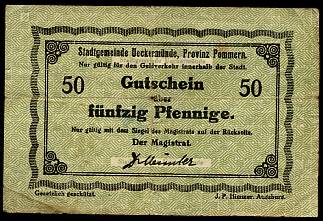 Stadtgemeinde Ueckermünde, Provinz Pommern.
Nur gültig für den Geldverkehr innerhalb der Stadt.
50 Gutschein 50
über
fünfzig Pfennige.
Nur gültig mit dem Siegel des Magistrats auf der Rückseite.
Der Magistrat.
Gesetzlich geschützt. J. P. Himmer, Augsburg.